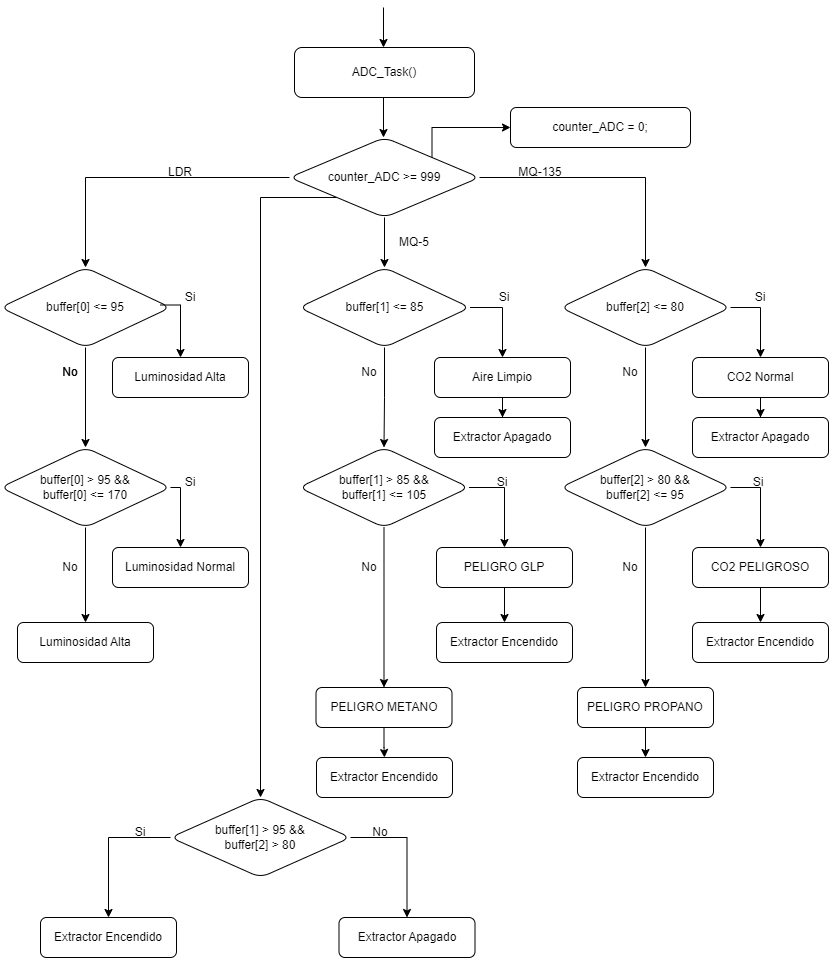 ADC_Task()
counter_ADC = 0;
counter_ADC >= 999
LDR
MQ-135
MQ-5
buffer[0] <= 95
Si
buffer[1] <= 85
Si
buffer[2] <= 80
Si
No
Luminosidad Alta
No
Aire Limpio
No
CO2 Normal
Extractor Apagado
Extractor Apagado
buffer[0] > 95 &&
buffer[0] <= 170
Si
buffer[1] > 85 &&
buffer[1] <= 105
Si
buffer[2] > 80 &&
buffer[2] <= 95
Si
No
Luminosidad Normal
No
PELIGRO GLP
No
CO2 PELIGROSO
Luminosidad Alta
Extractor Encendido
Extractor Encendido
PELIGRO METANO
PELIGRO PROPANO
Extractor Encendido
Extractor Encendido
Si
buffer[1] > 95 &&
buffer[2] > 80
No
Extractor Encendido
Extractor Apagado